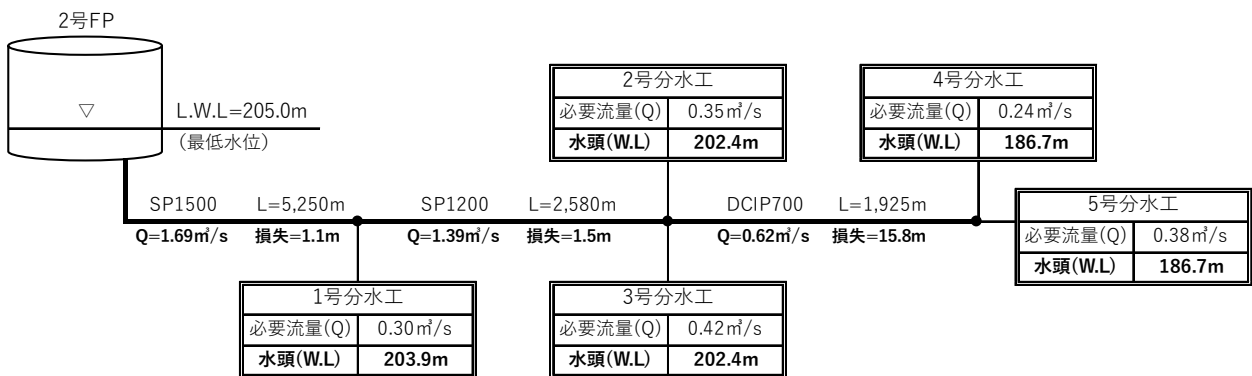 2号FP
▽
L.W.L=205.0m
(最低水位)
2号分水工
必要流量(Q) 0.35㎥/s
水頭(W.L) 202.4m
4号分水工
必要流量(Q) 0.24㎥/s
水頭(W.L) 186.7m
SP1500 L=5,250m SP1200 L=2,580m DCIP700 L=1,925m
Q=1.69㎥/s 損失=1.1m Q=1.39㎥/s 損失=1.5m Q=0.62㎥/s 損失=15.8m
5号分水工
必要流量(Q) 0.38㎥/s
水頭(W.L) 186.7m
1号分水工
必要流量(Q) 0.30㎥/s
水頭(W.L) 203.9m
3号分水工
必要流量(Q) 0.42㎥/s
水頭(W.L) 202.4m